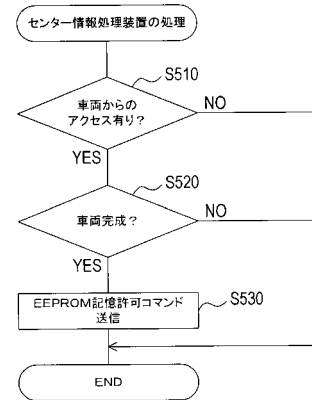 センター情報処理装置の処理
S510
車両からの
アクセス有り？
NO
YES
S520
車両完成？
NO
YES
S530
EEPROM記憶許可コマンド
送信
END